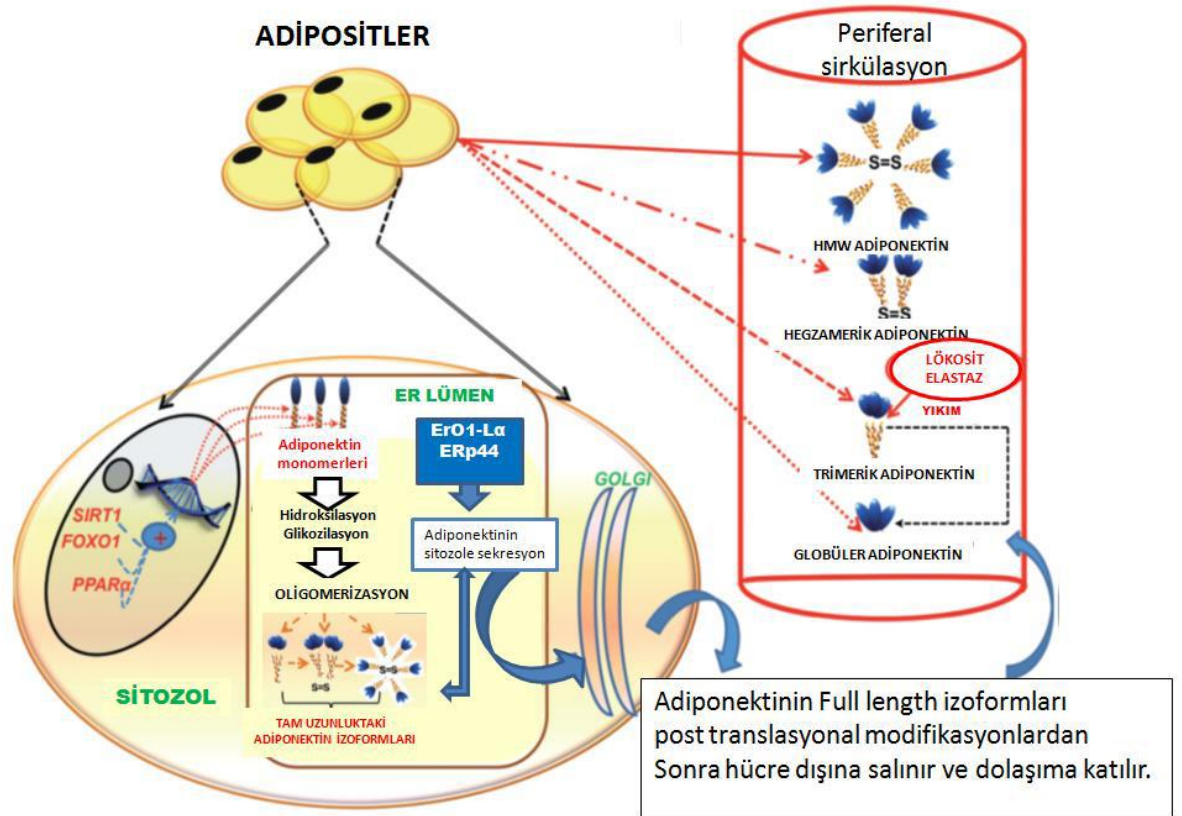 ADİPOSİTLER
Periferal
sirkülasyon
S=S
HMW ADİPONEKTİN
S=S
HEGZAMERİK ADİPONEKTİN
LÖKOSİT
ELASTAZ
YIKIM
TRİMERİK ADİPONEKTİN
GLOBÜLER ADİPONEKTİN
ER LÜMEN
Adiponektin
monomerleri
ErO1-Lα
ERp44
GOLGI
SIRT1
FOXO1
+
PPARα
Hidroksilasyon
Glikozilasyon
Adiponektinin
sitozole sekresyon
OLİGOMERİZASYON
S=S
S=S
SİTOZOL
TAM UZUNLUKTAKİ
ADİPONEKTİN İZOFORMLARI
Adiponektinin Full length izoformları
post translasyonal modifikasyonlardan
Sonra hücre dışına salınır ve dolaşıma katılır.